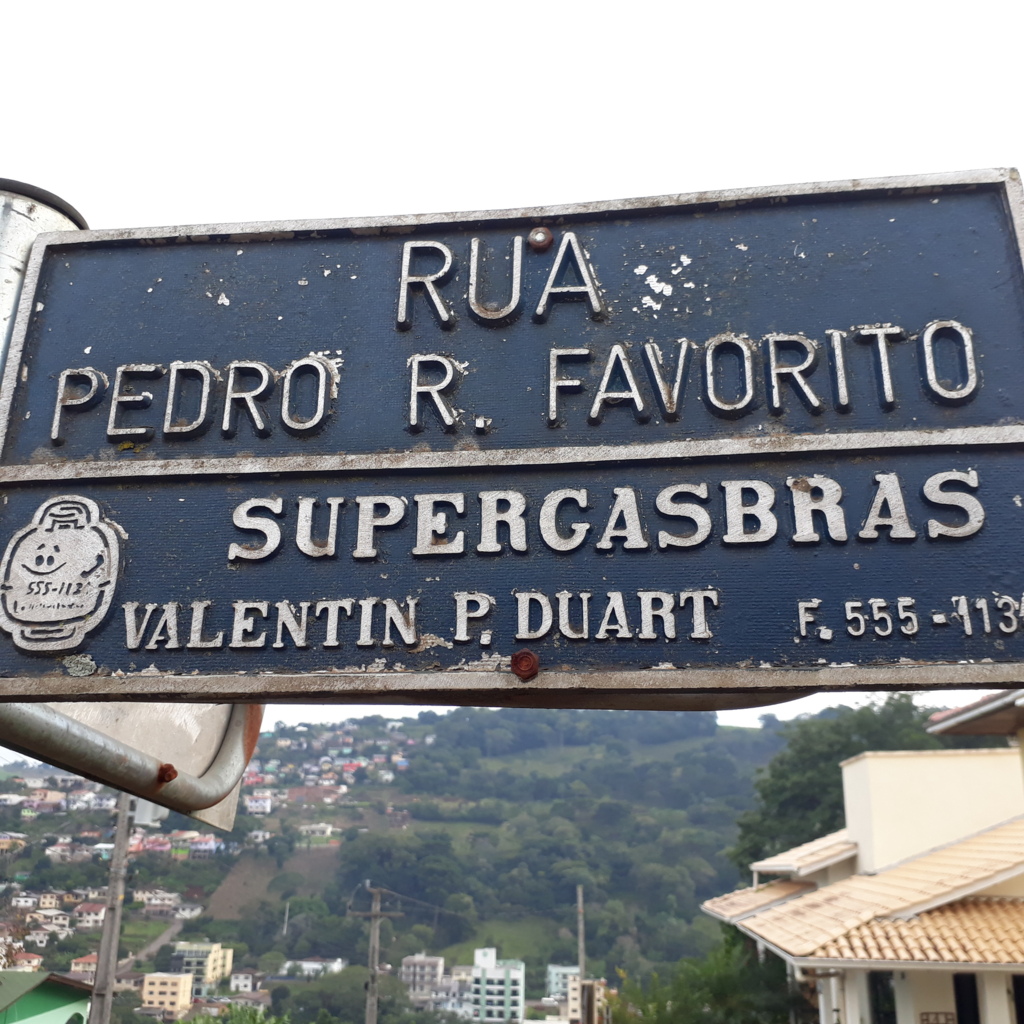 RUA
PEDRO R. FAVORITO
SUPERGASBRAS
VALENTIN P. DUART F. 555-113